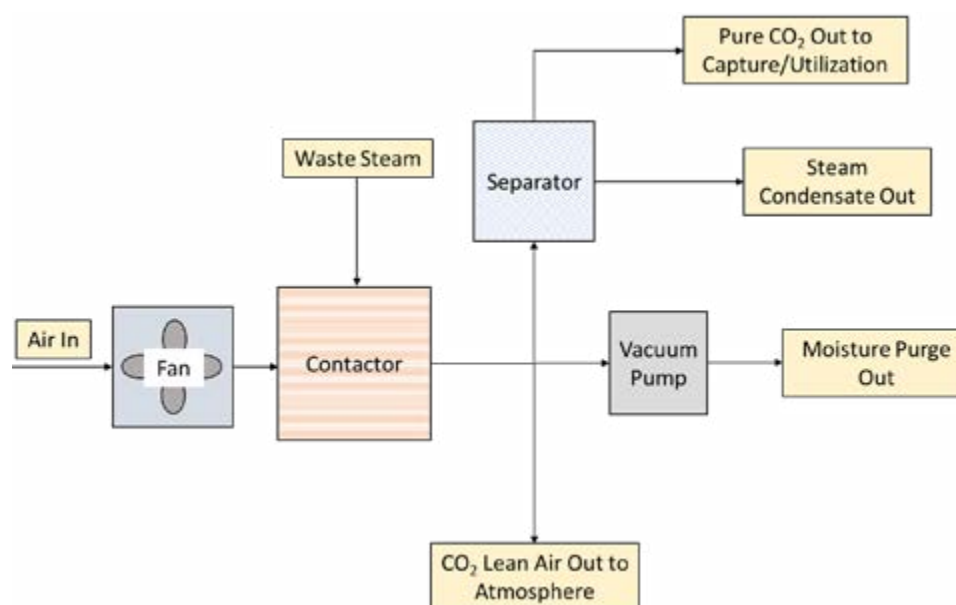 Pure CO₂ Out to
Capture/Utilization
Waste Steam
Separator
Steam
Condensate Out
Air In
Fan
Contactor
Vacuum
Pump
Moisture Purge
Out
CO₂ Lean Air Out to
Atmosphere